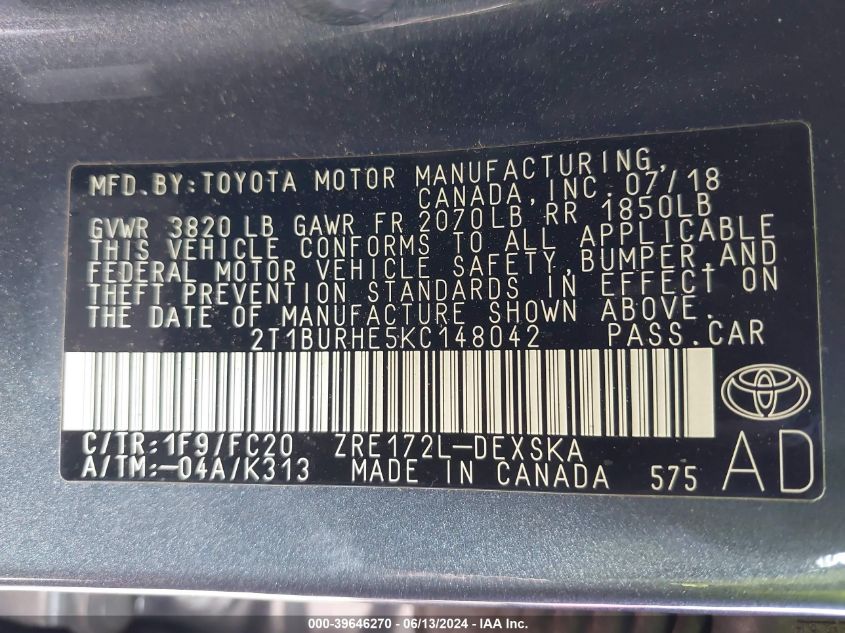 MFD.BY:TOYOTA MOTOR MANUFACTURING,
CANADA, INC. 07/18
GVWR 3820 LB GAWR FR 2070LB RR 1850LB
THIS VEHICLE CONFORMS TO ALL APPLICABLE
FEDERAL MOTOR VEHICLE SAFETY,BUMPER,AND
THEFT PREVENTION STANDARDS IN EFFECT ON
THE DATE OF MANUFACTURE SHOWN ABOVE.
2T1BURHE5KC148042 PASS.CAR
C/TR:1F9/FC20 ZRE172L-DEXSKA
A/TM:-04A/K313 MADE IN CANADA 575
AD
000-39646270 - 06/13/2024 - IAA Inc.